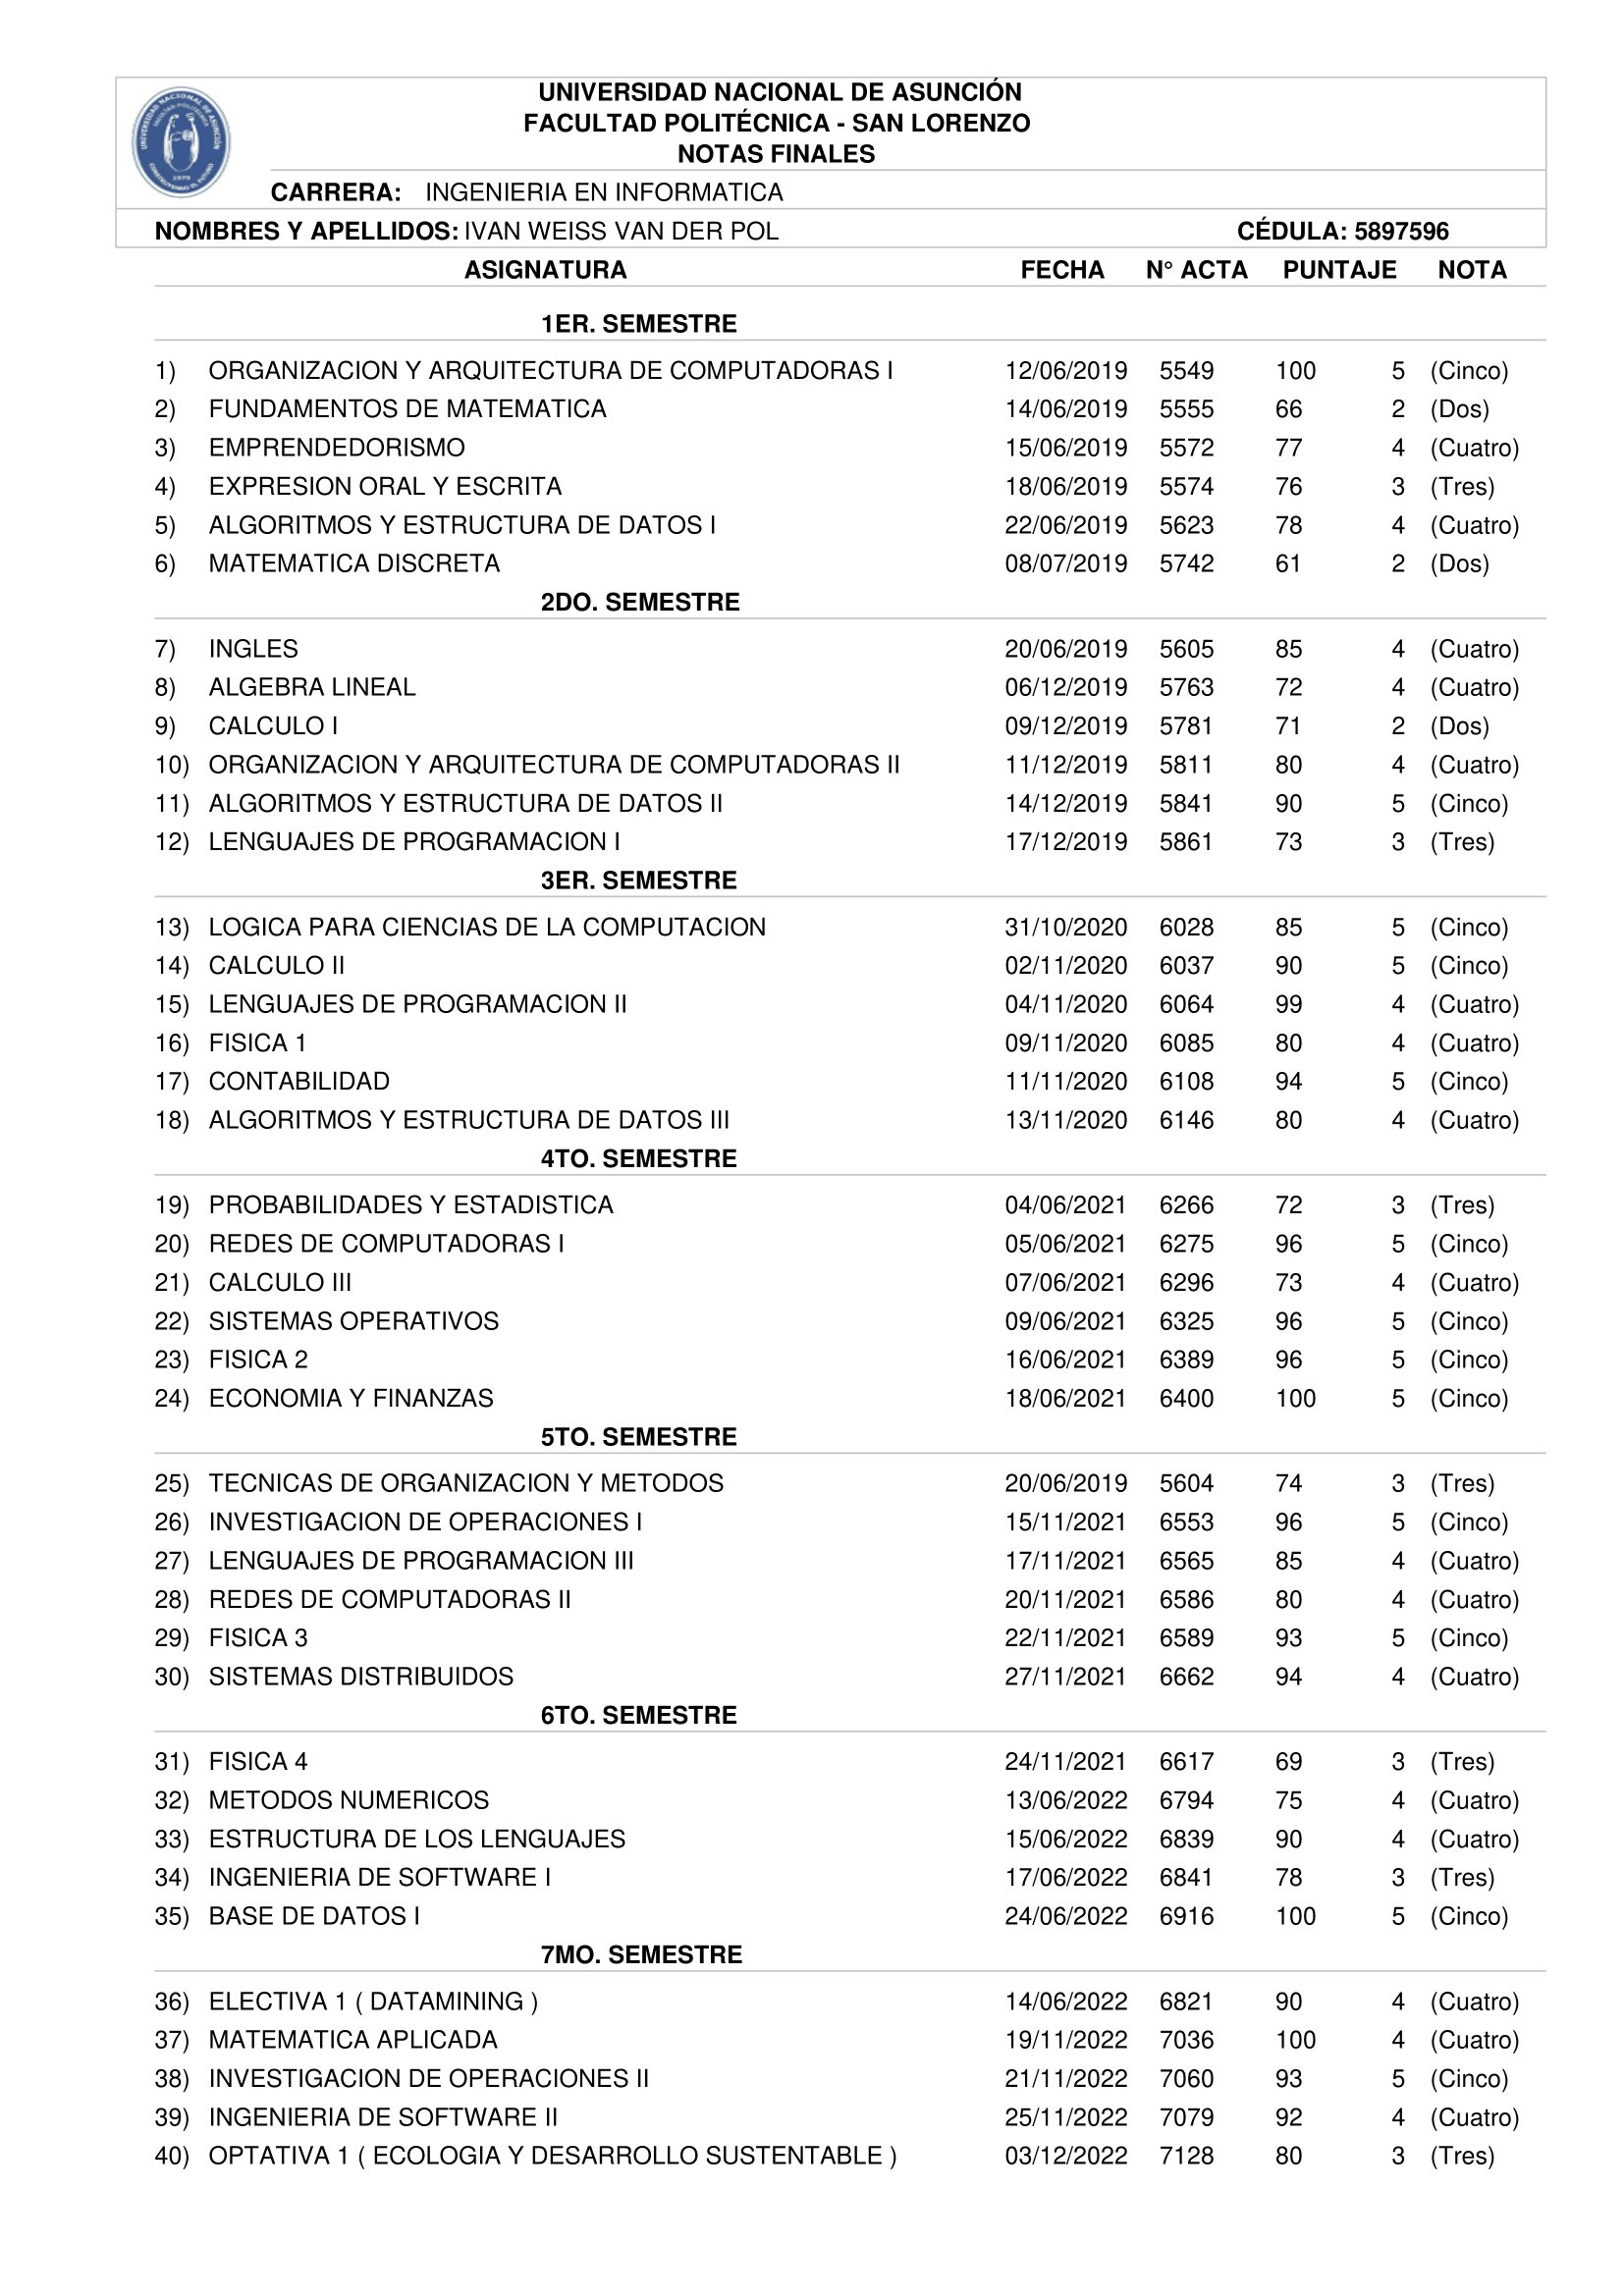 UNIVERSIDAD NACIONAL DE ASUNCIÓN
FACULTAD POLITÉCNICA - SAN LORENZO
NOTAS FINALES
UNIVERSIDAD NACIONAL DE ASUNCIÓN
FACULTAD POLITÉCNICA
1979
CONSTRUYENDO EL FUTURO
CARRERA: INGENIERIA EN INFORMATICA
NOMBRES Y APELLIDOS: IVAN WEISS VAN DER POL CÉDULA: 5897596
ASIGNATURA FECHA N° ACTA PUNTAJE NOTA
1ER. SEMESTRE
1) ORGANIZACION Y ARQUITECTURA DE COMPUTADORAS I 12/06/2019 5549 100 5 (Cinco)
2) FUNDAMENTOS DE MATEMATICA 14/06/2019 5555 66 2 (Dos)
3) EMPRENDEDORISMO 15/06/2019 5572 77 4 (Cuatro)
4) EXPRESION ORAL Y ESCRITA 18/06/2019 5574 76 3 (Tres)
5) ALGORITMOS Y ESTRUCTURA DE DATOS I 22/06/2019 5623 78 4 (Cuatro)
6) MATEMATICA DISCRETA 08/07/2019 5742 61 2 (Dos)
2DO. SEMESTRE
7) INGLES 20/06/2019 5605 85 4 (Cuatro)
8) ALGEBRA LINEAL 06/12/2019 5763 72 4 (Cuatro)
9) CALCULO I 09/12/2019 5781 71 2 (Dos)
10) ORGANIZACION Y ARQUITECTURA DE COMPUTADORAS II 11/12/2019 5811 80 4 (Cuatro)
11) ALGORITMOS Y ESTRUCTURA DE DATOS II 14/12/2019 5841 90 5 (Cinco)
12) LENGUAJES DE PROGRAMACION I 17/12/2019 5861 73 3 (Tres)
3ER. SEMESTRE
13) LOGICA PARA CIENCIAS DE LA COMPUTACION 31/10/2020 6028 85 5 (Cinco)
14) CALCULO II 02/11/2020 6037 90 5 (Cinco)
15) LENGUAJES DE PROGRAMACION II 04/11/2020 6064 99 4 (Cuatro)
16) FISICA 1 09/11/2020 6085 80 4 (Cuatro)
17) CONTABILIDAD 11/11/2020 6108 94 5 (Cinco)
18) ALGORITMOS Y ESTRUCTURA DE DATOS III 13/11/2020 6146 80 4 (Cuatro)
4TO. SEMESTRE
19) PROBABILIDADES Y ESTADISTICA 04/06/2021 6266 72 3 (Tres)
20) REDES DE COMPUTADORAS I 05/06/2021 6275 96 5 (Cinco)
21) CALCULO III 07/06/2021 6296 73 4 (Cuatro)
22) SISTEMAS OPERATIVOS 09/06/2021 6325 96 5 (Cinco)
23) FISICA 2 16/06/2021 6389 96 5 (Cinco)
24) ECONOMIA Y FINANZAS 18/06/2021 6400 100 5 (Cinco)
5TO. SEMESTRE
25) TECNICAS DE ORGANIZACION Y METODOS 20/06/2019 5604 74 3 (Tres)
26) INVESTIGACION DE OPERACIONES I 15/11/2021 6553 96 5 (Cinco)
27) LENGUAJES DE PROGRAMACION III 17/11/2021 6565 85 4 (Cuatro)
28) REDES DE COMPUTADORAS II 20/11/2021 6586 80 4 (Cuatro)
29) FISICA 3 22/11/2021 6589 93 5 (Cinco)
30) SISTEMAS DISTRIBUIDOS 27/11/2021 6662 94 4 (Cuatro)
6TO. SEMESTRE
31) FISICA 4 24/11/2021 6617 69 3 (Tres)
32) METODOS NUMERICOS 13/06/2022 6794 75 4 (Cuatro)
33) ESTRUCTURA DE LOS LENGUAJES 15/06/2022 6839 90 4 (Cuatro)
34) INGENIERIA DE SOFTWARE I 17/06/2022 6841 78 3 (Tres)
35) BASE DE DATOS I 24/06/2022 6916 100 5 (Cinco)
7MO. SEMESTRE
36) ELECTIVA 1 ( DATAMINING ) 14/06/2022 6821 90 4 (Cuatro)
37) MATEMATICA APLICADA 19/11/2022 7036 100 4 (Cuatro)
38) INVESTIGACION DE OPERACIONES II 21/11/2022 7060 93 5 (Cinco)
39) INGENIERIA DE SOFTWARE II 25/11/2022 7079 92 4 (Cuatro)
40) OPTATIVA 1 ( ECOLOGIA Y DESARROLLO SUSTENTABLE ) 03/12/2022 7128 80 3 (Tres)